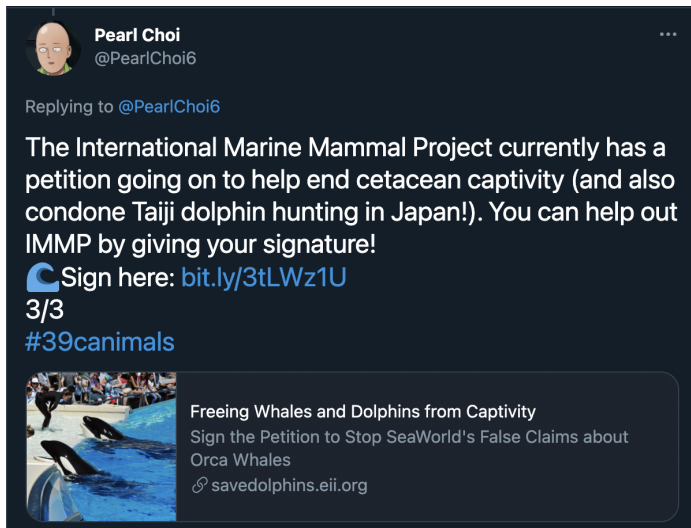 Pearl Choi
@PearlChoi6
Replying to @PearlChoi6
The International Marine Mammal Project currently has a
petition going on to help end cetacean captivity (and also
condone Taiji dolphin hunting in Japan!). You can help out
IMMP by giving your signature!
🌊Sign here: bit.ly/3tLWz1U
3/3
#39canimals
Freeing Whales and Dolphins from Captivity
Sign the Petition to Stop SeaWorld's False Claims about
Orca Whales
savedolphins.eii.org